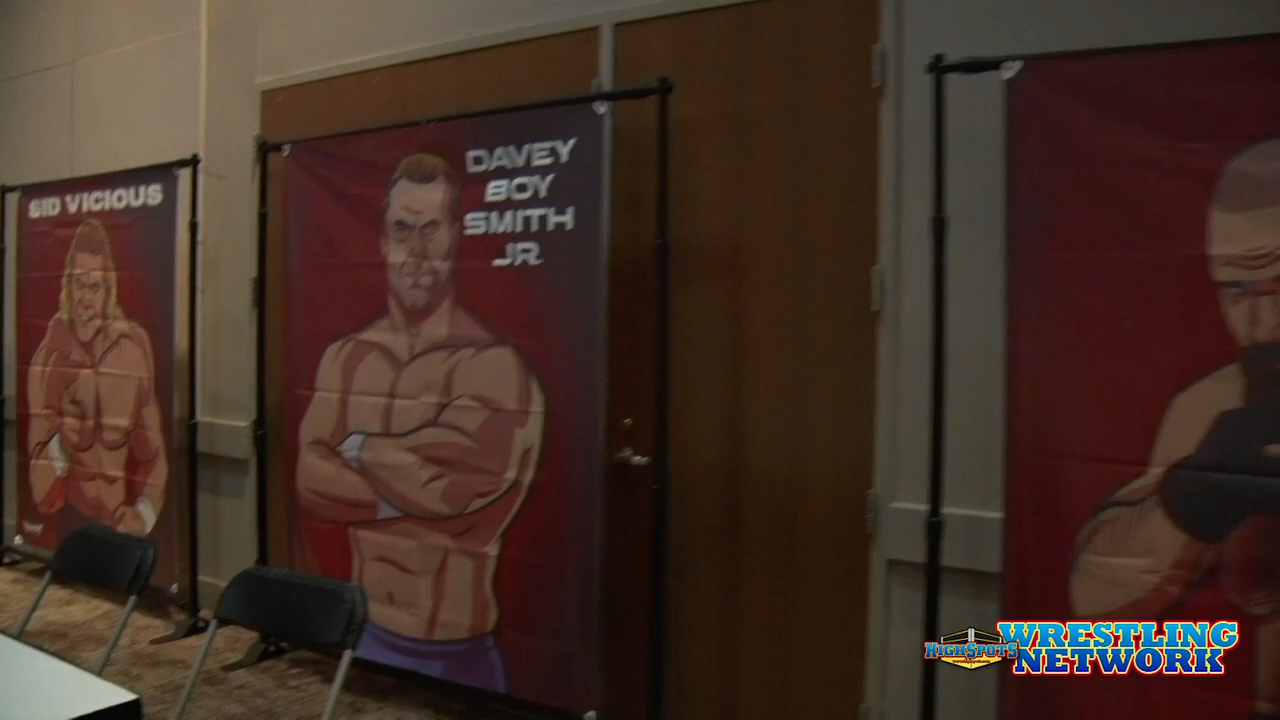 SID VICIOUS
DAVEY
BOY
SMITH
JR.
HIGHSPOTS
WRESTLING
NETWORK